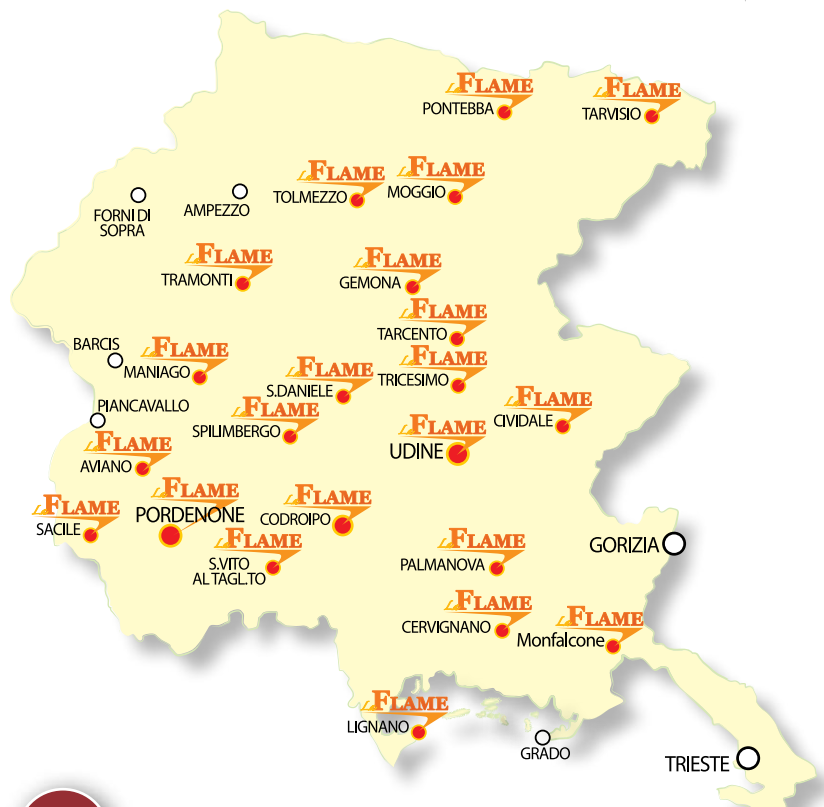 FLAME
PONTEBBA
FLAME
TARVISIO
FLAME
TOLMEZZO
FLAME
MOGGIO
FORNI DI
SOPRA
AMPEZZO
FLAME
TRAMONTI
FLAME
GEMONA
FLAME
TARCENTO
BARCIS
FLAME
MANIAGO
FLAME
S.DANIELE
FLAME
TRICESIMO
PIANCAVALLO
FLAME
SPILIMBERGO
FLAME
UDINE
FLAME
CIVIDALE
FLAME
AVIANO
FLAME
SACILE
FLAME
PORDENONE
FLAME
CODROIPO
FLAME
S.VITO
AL TAGL.TO
FLAME
PALMANOVA
GORIZIA
FLAME
CERVIGNANO
FLAME
Monfalcone
FLAME
LIGNANO
GRADO
TRIESTE